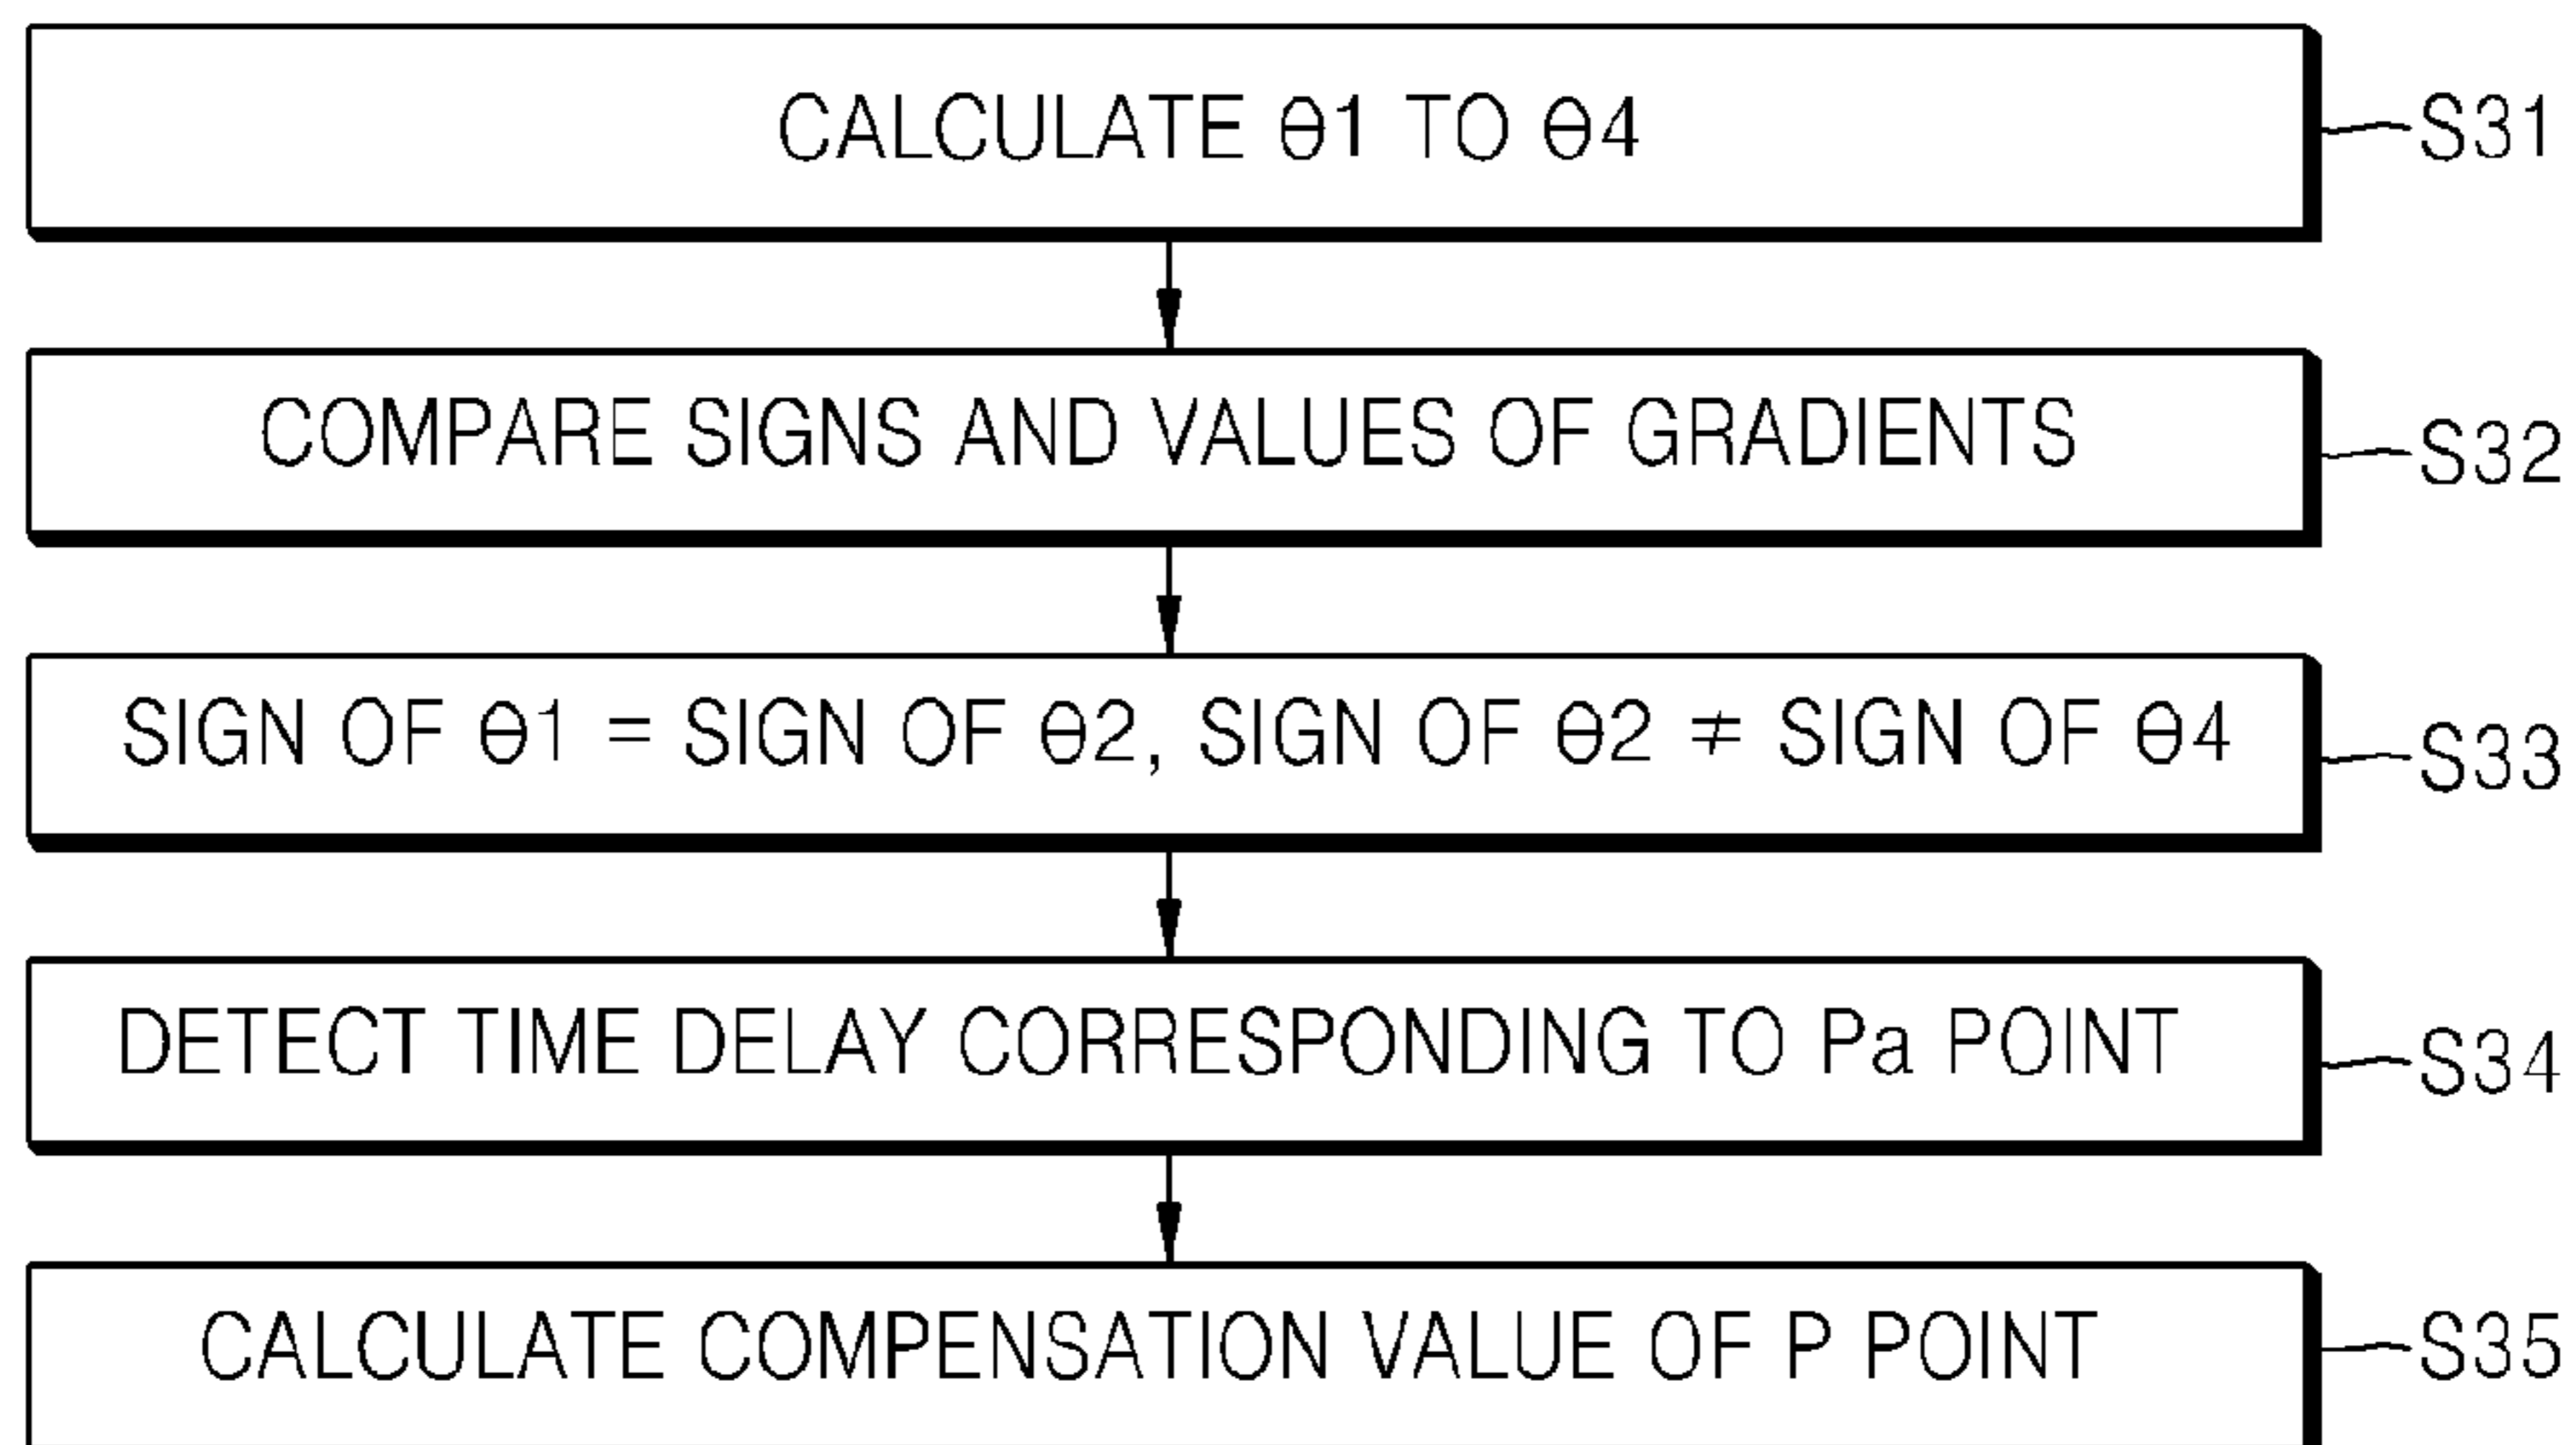 CALCULATE θ1 TO θ4
S31
COMPARE SIGNS AND VALUES OF GRADIENTS
S32
SIGN OF θ1 = SIGN OF θ2, SIGN OF θ2 ≠ SIGN OF θ4
S33
DETECT TIME DELAY CORRESPONDING TO Pa POINT
S34
CALCULATE COMPENSATION VALUE OF P POINT
S35